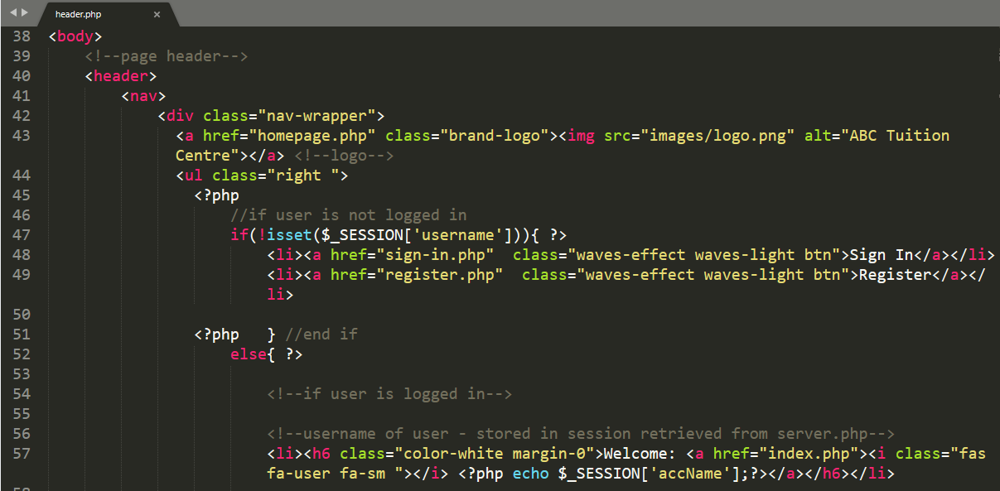 header.php ×
38 <body>
39 <!--page header-->
40 <header>
41 <nav>
42 <div class="nav-wrapper">
43 <a href="homepage.php" class="brand-logo"><img src="images/logo.png" alt="ABC Tuition
Centre"></a> <!--logo-->
44 <ul class="right ">
45 <?php
46 //if user is not logged in
47 if(!isset($_SESSION['username'])){ ?>
48 <li><a href="sign-in.php"  class="waves-effect waves-light btn">Sign In</a></li>
49 <li><a href="register.php"  class="waves-effect waves-light btn">Register</a></
li>
50
51 <?php   } //end if
52 else{ ?>
53
54 <!--if user is logged in-->
55
56 <!--username of user - stored in session retrieved from server.php-->
57 <li><h6 class="color-white margin-0">Welcome: <a href="index.php"><i class="fas
fa-user fa-sm "></i> <?php echo $_SESSION['accName'];?></a></h6></li>